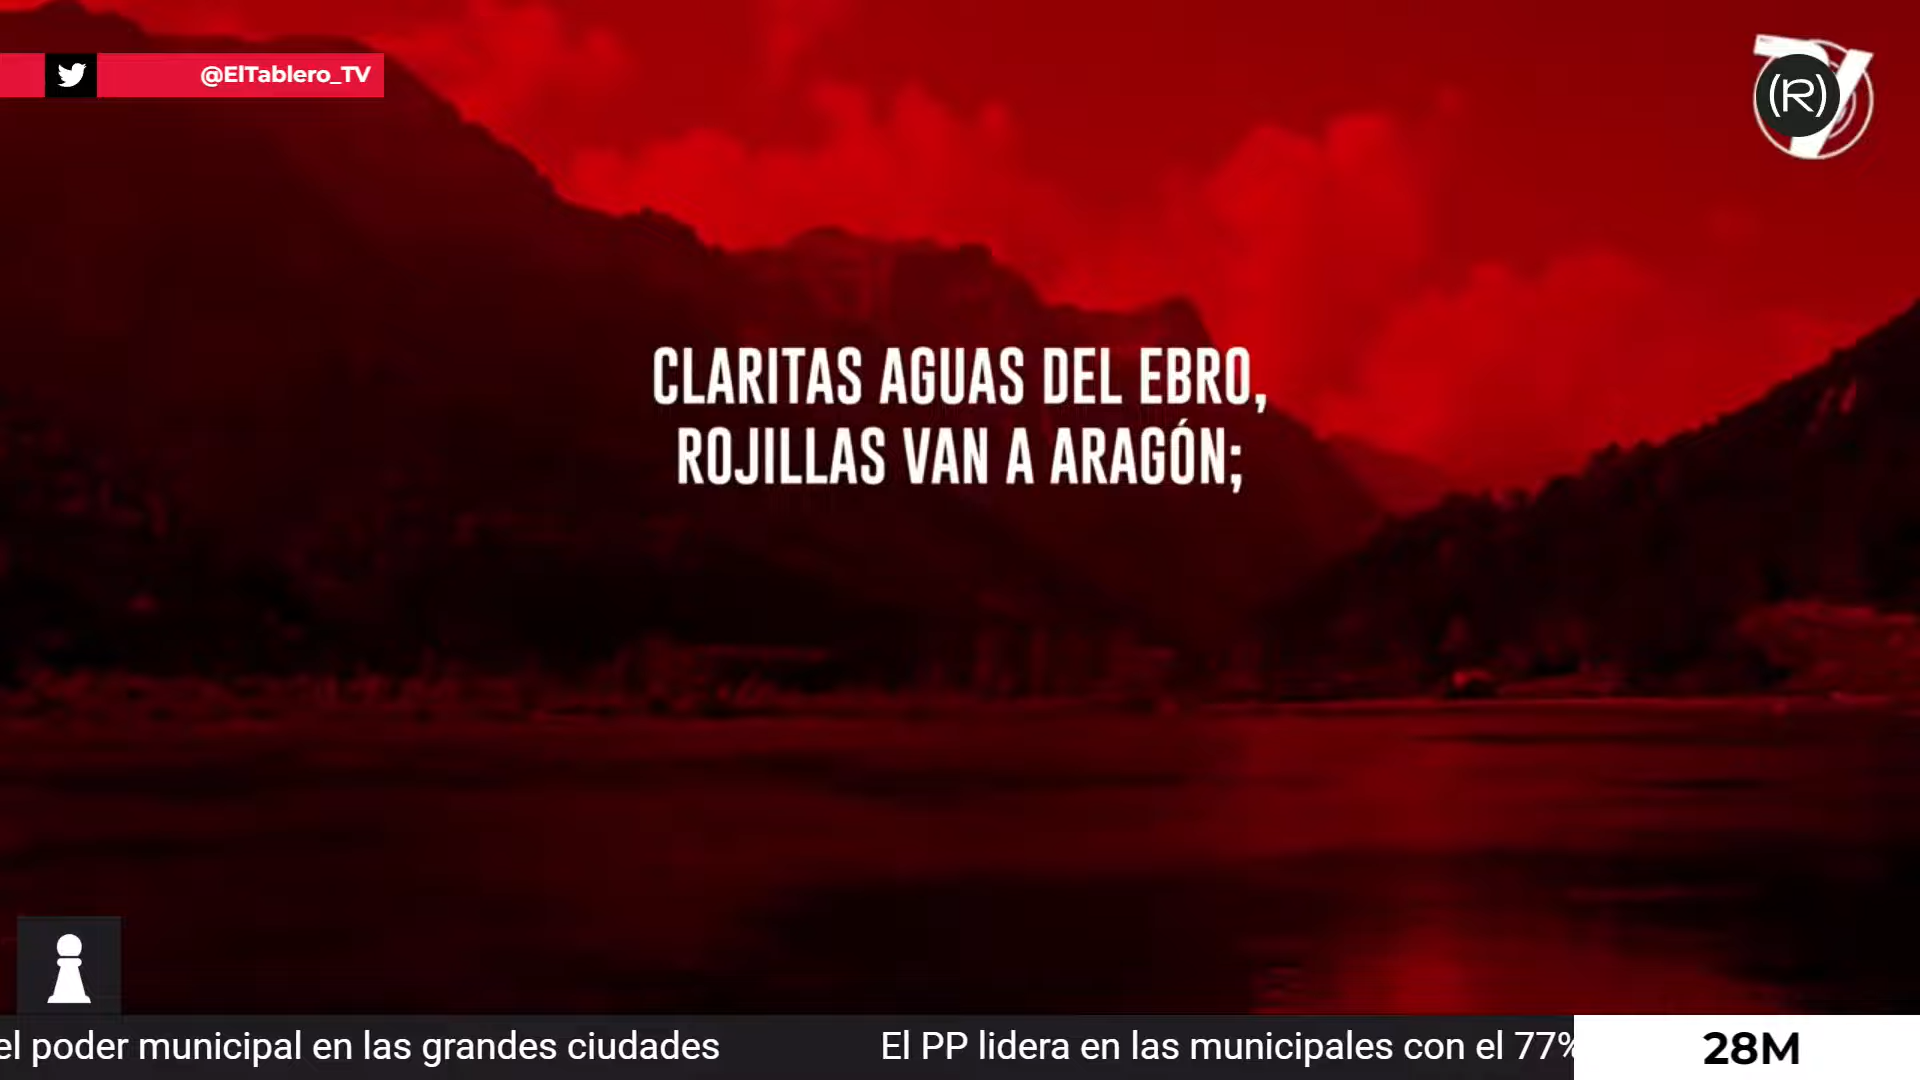 @ElTablero_TV
(R)
CLARITAS AGUAS DEL EBRO,
ROJILLAS VAN A ARAGÓN;
el poder municipal en las grandes ciudades
El PP lidera en las municipales con el 77%
28M